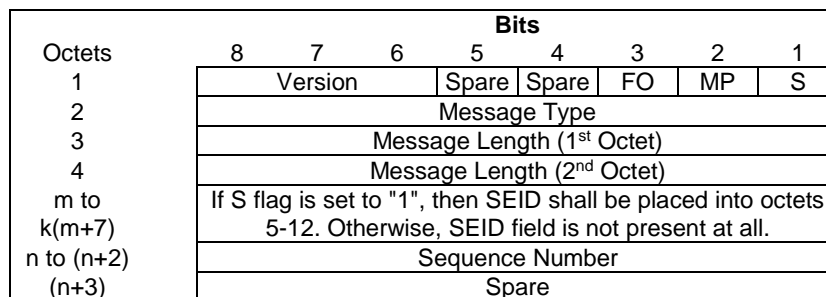 Bits
Octets 8 7 6 5 4 3 2 1
1 Version Spare Spare FO MP S
2 Message Type
3 Message Length (1st Octet)
4 Message Length (2nd Octet)
m to k(m+7) If S flag is set to "1", then SEID shall be placed into octets 5-12. Otherwise, SEID field is not present at all.
n to (n+2) Sequence Number
(n+3) Spare